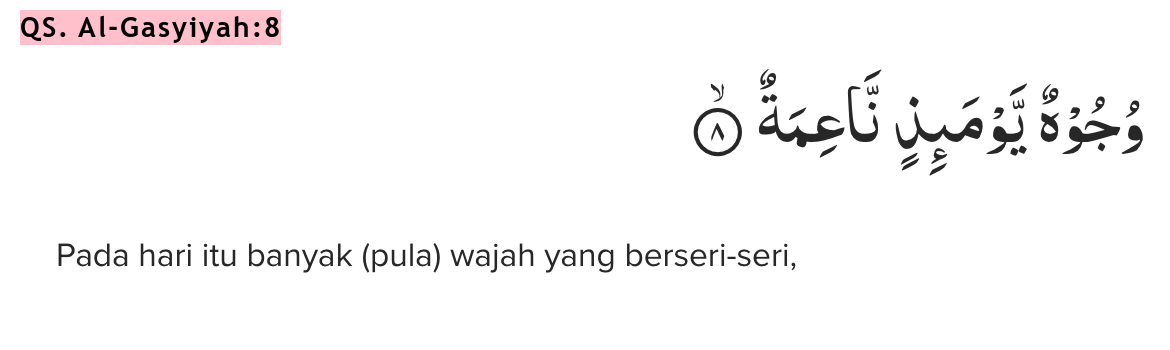 QS. Al-Gasyiyah:8
وُجُوْهٌ يَّوْمَىِٕذٍ نَّاعِمَةٌ ۙ ٨
Pada hari itu banyak (pula) wajah yang berseri-seri,